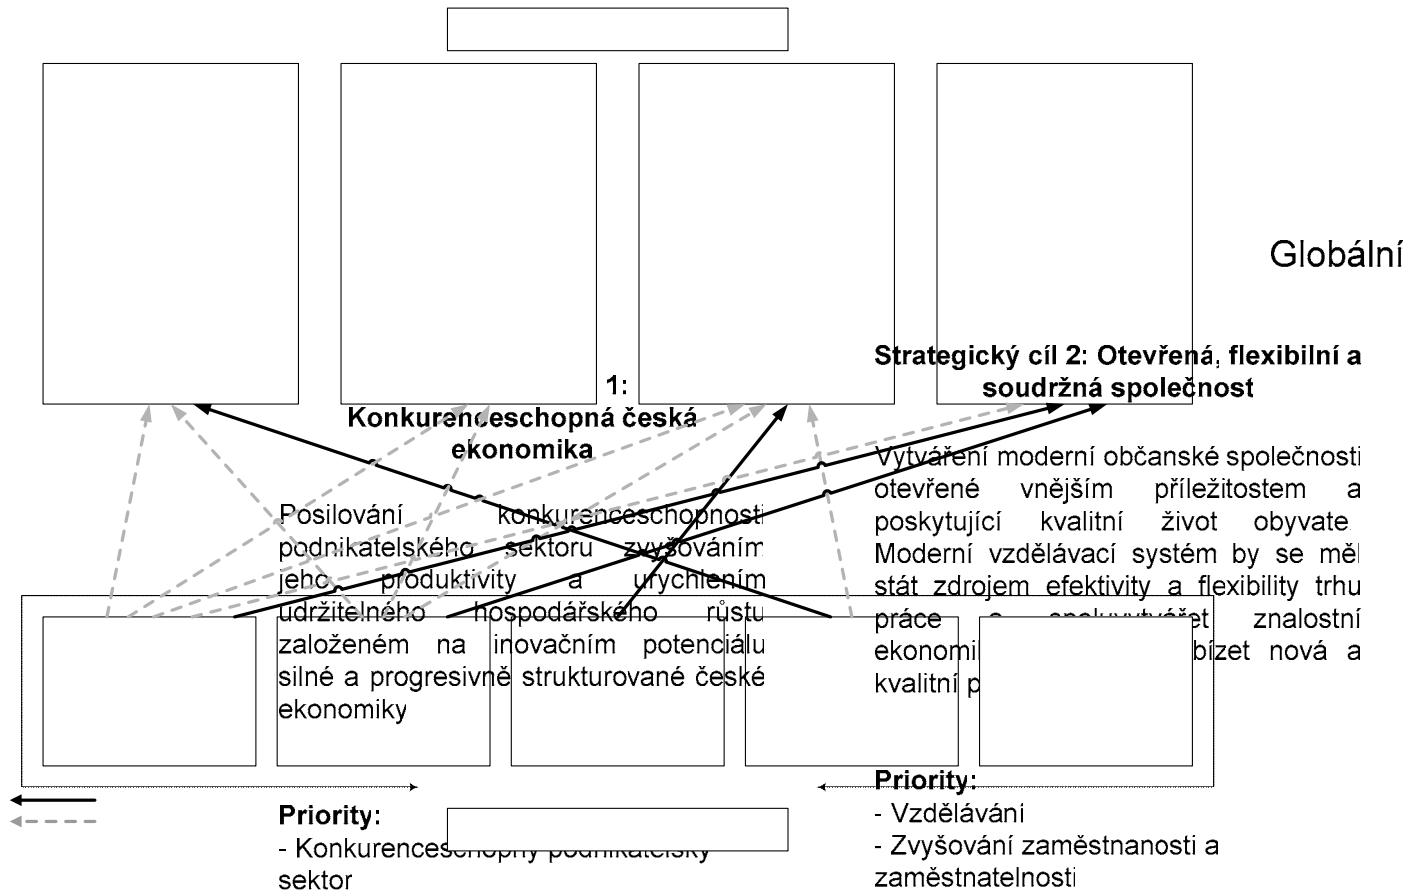 Globální
1:
Konkurenceschopná česká
ekonomika
Posilování konkurenceschopnosti
podnikatelského sektoru zvyšováním
jeho produktivity a urychlením
udržitelného hospodářského růstu
založeném na inovačním potenciálu
silné a progresivně strukturované české
ekonomiky
Priority:
- Konkurenceschopný podnikatelský
sektor
Strategický cíl 2: Otevřená, flexibilní a
soudržná společnost
Vytváření moderní občanské společnosti
otevřené vnějším příležitostem a
poskytující kvalitní život obyvate
Moderní vzdělávací systém by se měl
stát zdrojem efektivity a flexibility trhu
práce znalostní
ekonomi bízet nová a
kvalitní p
Priority:
- Vzdělávání
- Zvyšování zaměstnanosti a
zaměstnatelnosti